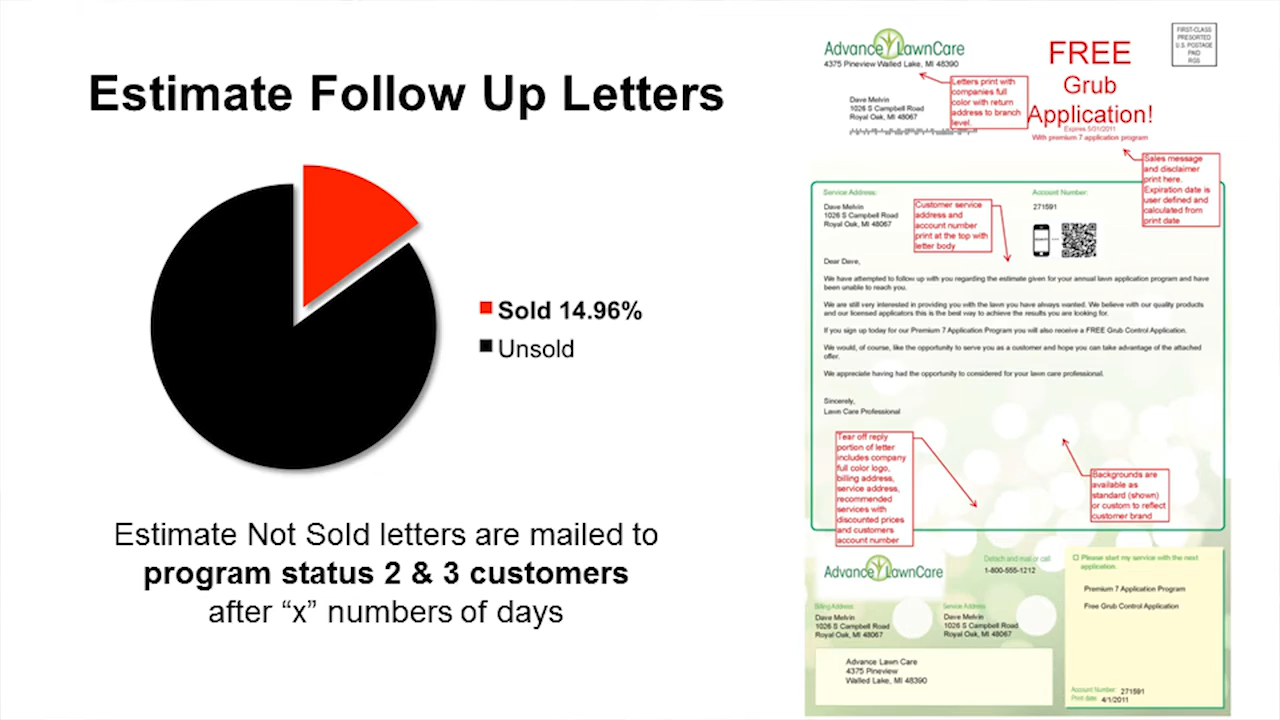 Estimate Follow Up Letters
Sold 14.96%
Unsold
Estimate Not Sold letters are mailed to
program status 2 & 3 customers
after “x” numbers of days
Advance LawnCare
4375 Pineview Walled Lake, MI 48390
Dave Melvin
1026 S Campbell Road
Royal Oak, MI 48067
Letters print with
companies full
color with return
address to branch
level.
FREE
Grub
Application!
Expires 5/31/2011
With premium 7 application program
FIRST-CLASS
PRESORTED
U.S. POSTAGE
PAID
RGS
Sales message
and disclaimer
print here.
Expiration date is
user defined and
calculated from
print date
Service Address:
Dave Melvin
1026 S Campbell Road
Royal Oak, MI 48067
Customer service
address and
account number
print at the top with
letter body
Account Number:
271591
Dear Dave,
We have attempted to follow up with you regarding the estimate given for your annual lawn application program and have
been unable to reach you.
We are still very interested in providing you with the lawn you have always wanted. We believe with our quality products
and our licensed applicators this is the best way to achieve the results you are looking for.
If you sign up today for our Premium 7 Application Program you will also receive a FREE Grub Control Application.
We would, of course, like the opportunity to serve you as a customer and hope you can take advantage of the attached
offer.
We appreciate having had the opportunity to considered for your lawn care professional.
Sincerely,
Lawn Care Professional
Tear off reply
portion of letter
includes company
full color logo,
billing address,
service address,
recommended
services with
discounted prices
and customers
account number
Backgrounds are
available as
standard (shown)
or custom to reflect
customer brand
Advance LawnCare
Detach and mail or call
1-800-555-1212
Billing Address:
Dave Melvin
1026 S Campbell Road
Royal Oak, MI 48067
Service Address:
Dave Melvin
1026 S Campbell Road
Royal Oak, MI 48067
Advance Lawn Care
4375 Pineview
Walled Lake, MI 48390
Please start my service with the next
application.
Premium 7 Application Program
Free Grub Control Application
Account Number: 271591
Print date: 4/1/2011